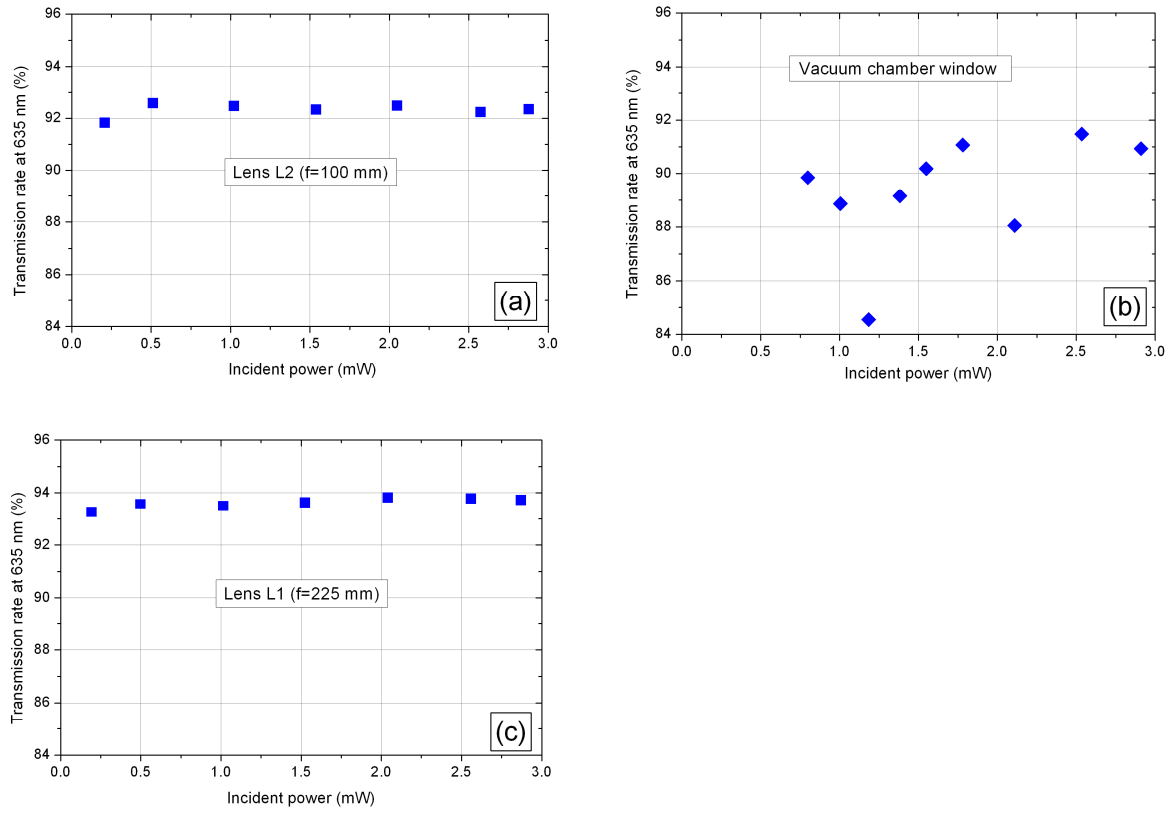 96
94
92
90
88
86
84
Transmission rate at 635 nm (%)
Lens L2 (f=100 mm)
(a)
0.0 0.5 1.0 1.5 2.0 2.5 3.0
Incident power (mW)
96
94
92
90
88
86
84
Transmission rate at 635 nm (%)
Vacuum chamber window
(b)
0.0 0.5 1.0 1.5 2.0 2.5 3.0
Incident power (mW)
96
94
92
90
88
86
84
Transmission rate at 635 nm (%)
Lens L1 (f=225 mm)
(c)
0.0 0.5 1.0 1.5 2.0 2.5 3.0
Incident power (mW)